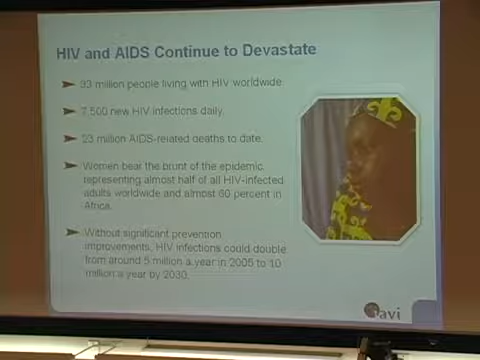 HIV and AIDS Continue to Devastate
33 million people living with HIV worldwide
7,500 new HIV infections daily.
23 million AIDS-related deaths to date.
Women bear the brunt of the epidemic,
representing almost half of all HIV-infected
adults worldwide and almost 60 percent in
Africa.
Without significant prevention
improvements, HIV infections could double
from around 5 million a year in 2005 to 10
million a year by 2030.
iavi